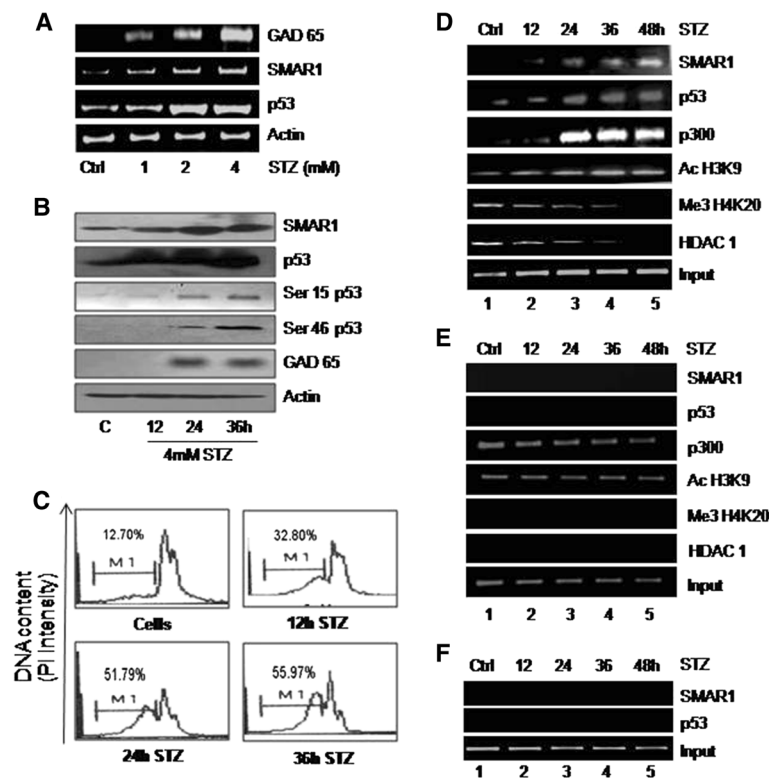 A
GAD 65
SMAR1
p53
Actin
Ctrl 1 2 4 STZ (mM)
B
SMAR1
p53
Ser 15 p53
Ser 46 p53
GAD 65
Actin
C 12 24 36h
4mM STZ
C
DNA content
(PI Intensity)
12.70%
M 1
Cells
32.80%
M 1
12h STZ
51.79%
M 1
24h STZ
55.97%
M 1
36h STZ
D
Ctrl 12 24 36 48h STZ
SMAR1
p53
p300
Ac H3K9
Me3 H4K20
HDAC 1
Input
1 2 3 4 5
E
Ctrl 12 24 36 48h STZ
SMAR1
p53
p300
Ac H3K9
Me3 H4K20
HDAC 1
Input
1 2 3 4 5
F
Ctrl 12 24 36 48h STZ
SMAR1
p53
Input
1 2 3 4 5